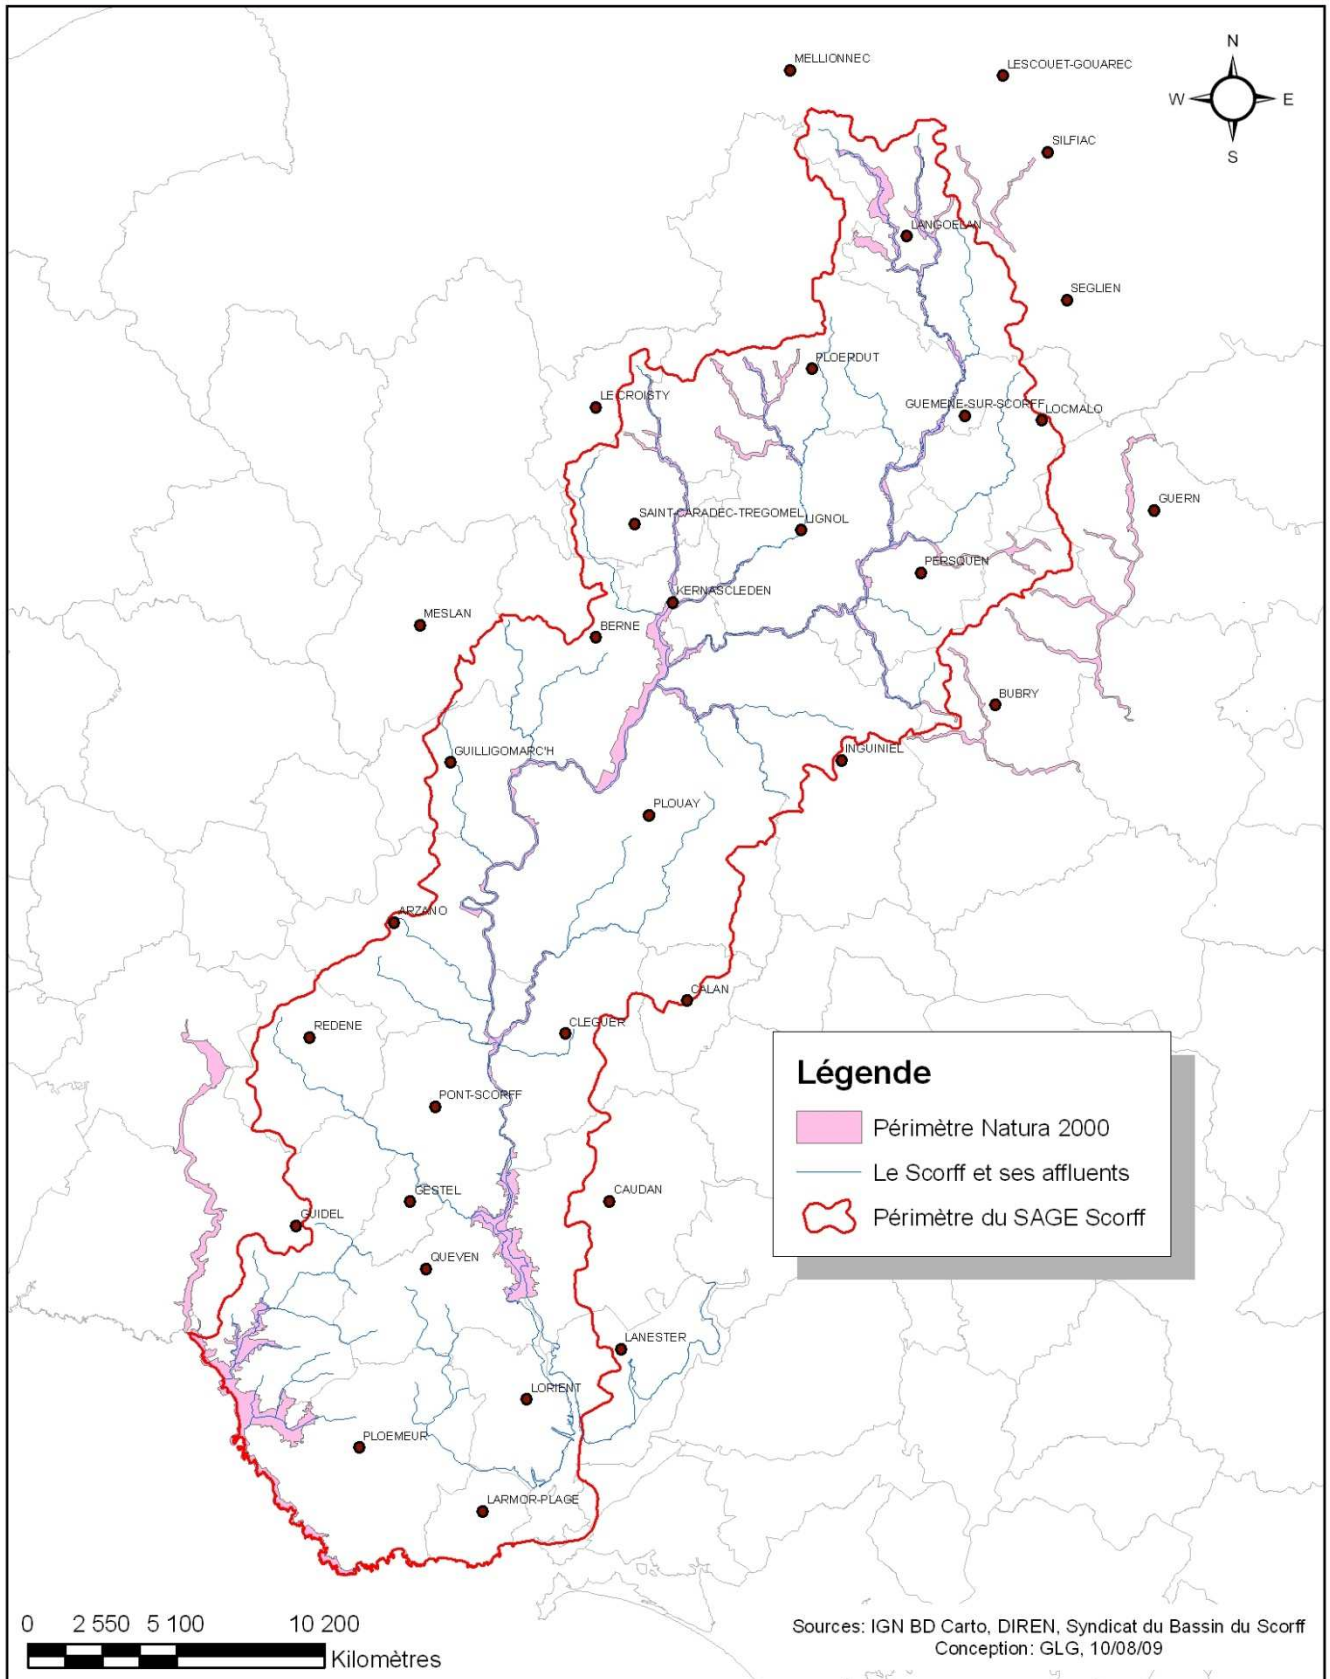 MELLIONNEC
LESCOUET-GOUAREC
N
W
E
S
SILFIAC
LANGOELAN
SEGLIEN
PLOERDUT
LE CROISTY
GUEMENE-SUR-SCORFF
LOCMALO
GUERN
SAINT-CARADEC-TREGOMEL
LIGNOL
PERSQUEN
KERNASCLEDEN
MESLAN
BERNE
BUBRY
GUILLIGOMARC'H
INGUINIEL
PLOUAY
ARZANO
CALAN
REDENE
CLEGUER
Légende
PONT-SCORFF
Périmètre Natura 2000
Le Scorff et ses affluents
GESTEL
CAUDAN
Périmètre du SAGE Scorff
GUIDEL
QUEVEN
LANESTER
LORIENT
PLOEMEUR
LARMOR-PLAGE
0 2 550 5 100 10 200
Kilomètres
Sources: IGN BD Carto, DIREN, Syndicat du Bassin du Scorff
Conception: GLG, 10/08/09